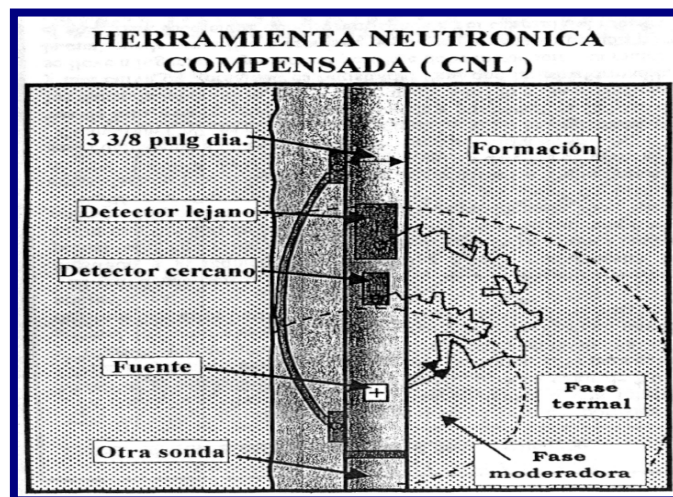 HERRAMIENTA NEUTRONICA
COMPENSADA ( CNL )
3 3/8 pulg dia.
Formación
Detector lejano
Detector cercano
Fuente
+
Fase
termal
Otra sonda
Fase
moderadora